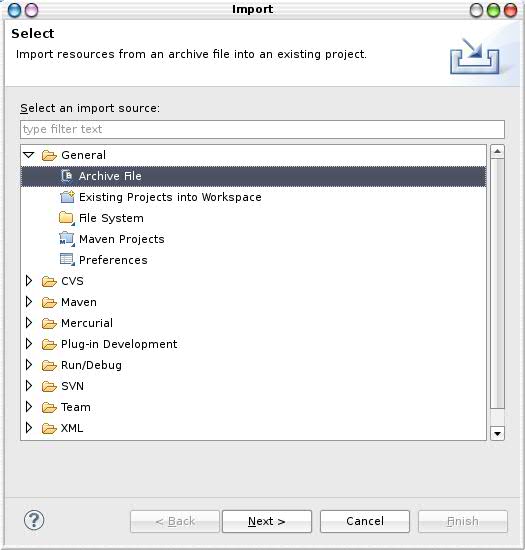 Import
Select
Import resources from an archive file into an existing project.
Select an import source:
type filter text
General
Archive File
Existing Projects into Workspace
File System
Maven Projects
Preferences
CVS
Maven
Mercurial
Plug-in Development
Run/Debug
SVN
Team
XML
? < Back Next > Cancel Finish